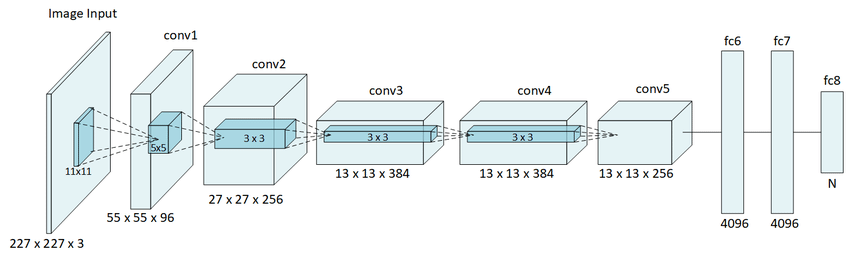 Image Input
conv1
conv2
conv3
conv4
conv5
fc6
fc7
fc8
11x11
5x5
3 x 3
3 x 3
3 x 3
227 x 227 x 3
55 x 55 x 96
27 x 27 x 256
13 x 13 x 384
13 x 13 x 384
13 x 13 x 256
4096
4096
N